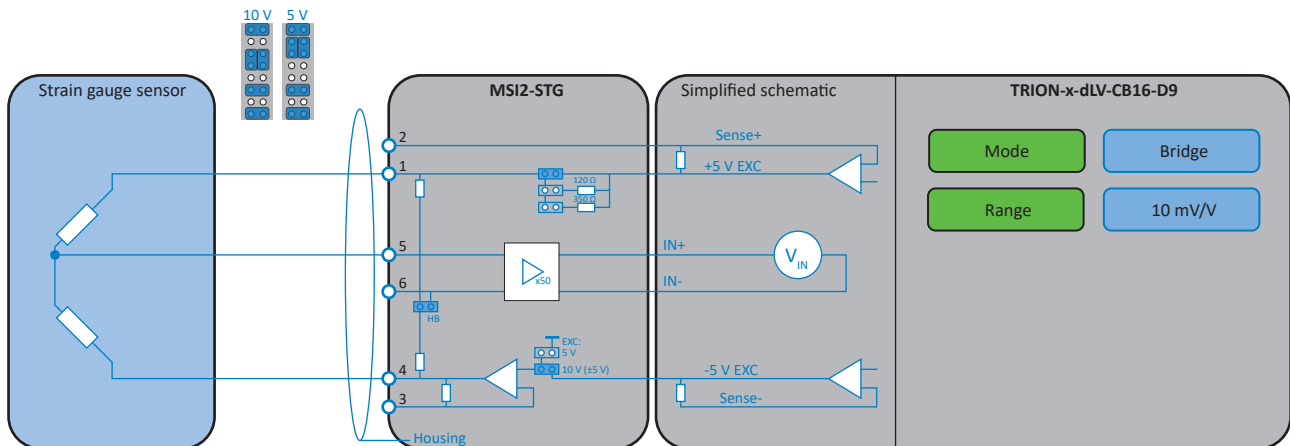 10 V 5 V
Strain gauge sensor
MSI2-STG
Simplified schematic
TRION-x-dLV-CB16-D9
2
Sense+
1
+5 V EXC
Mode
Bridge
120 Ω
350 Ω
Range
10 mV/V
5
IN+
VIN
x50
6
IN-
HB
EXC:
5 V
4
10 V (±5 V)
-5 V EXC
3
Sense-
Housing